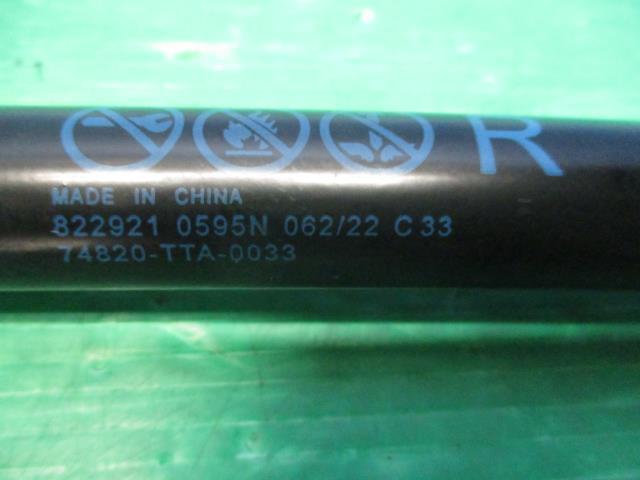 R
MADE IN CHINA
822921 0595N 062/22 C33
74820-TTA-0033